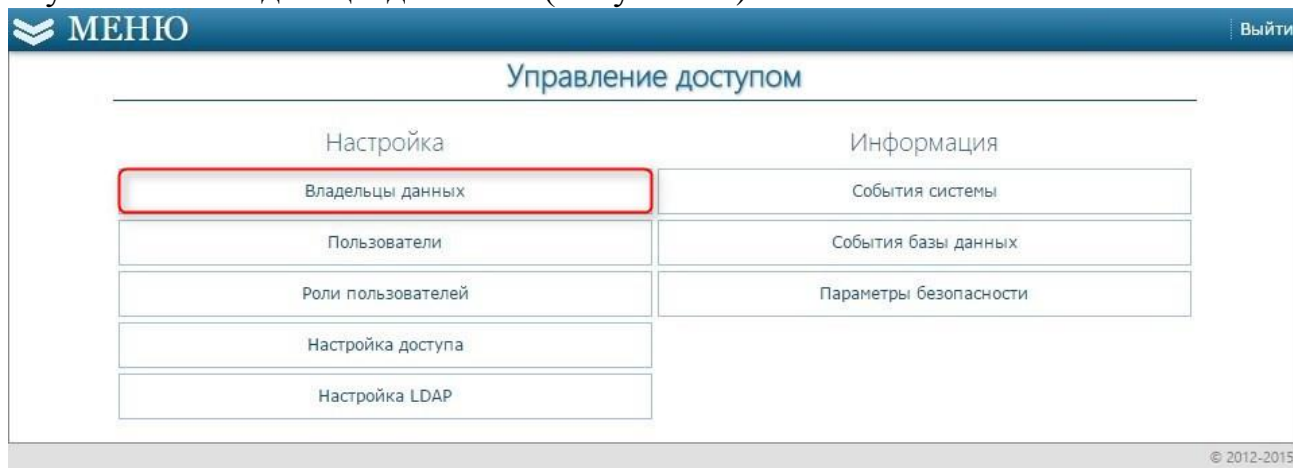 МЕНЮ
Выйти
Управление доступом
Настройка
Информация
Владельцы данных
События системы
Пользователи
События базы данных
Роли пользователей
Параметры безопасности
Настройка доступа
Настройка LDAP
© 2012-2015